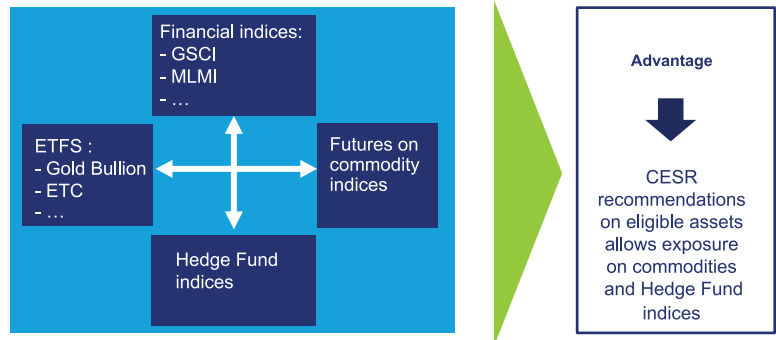 Financial indices:
- GSCI
- MLMI
- …
ETFS :
- Gold Bullion
- ETC
- …
Futures on
commodity
indices
Hedge Fund
indices
Advantage
CESR
recommendations
on eligible assets
allows exposure
on commodities
and Hedge Fund
indices